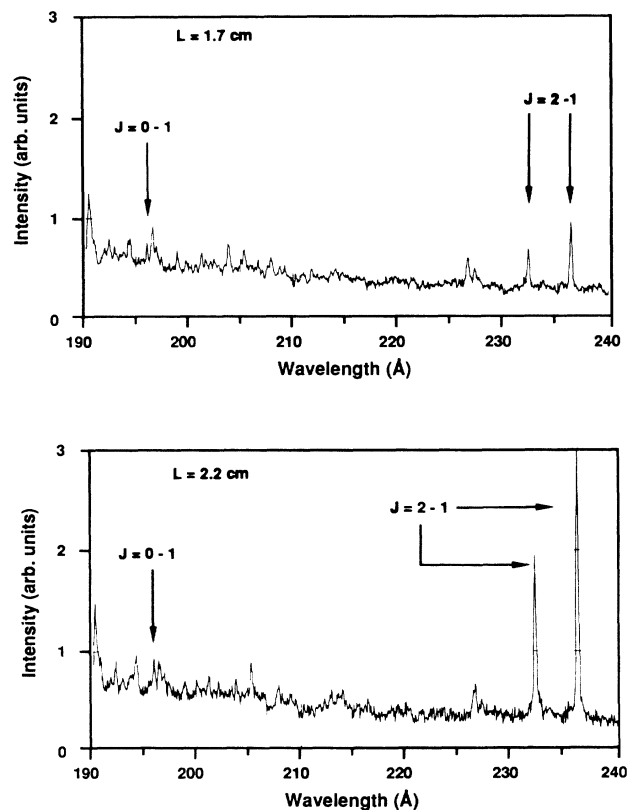 3
L = 1.7 cm
Intensity (arb. units)
2
J = 0 - 1
J = 2 - 1
1
0
190 200 210 220 230 240
Wavelength (Å)
3
L = 2.2 cm
Intensity (arb. units)
J = 2 - 1
2
J = 0 - 1
1
0
190 200 210 220 230 240
Wavelength (Å)